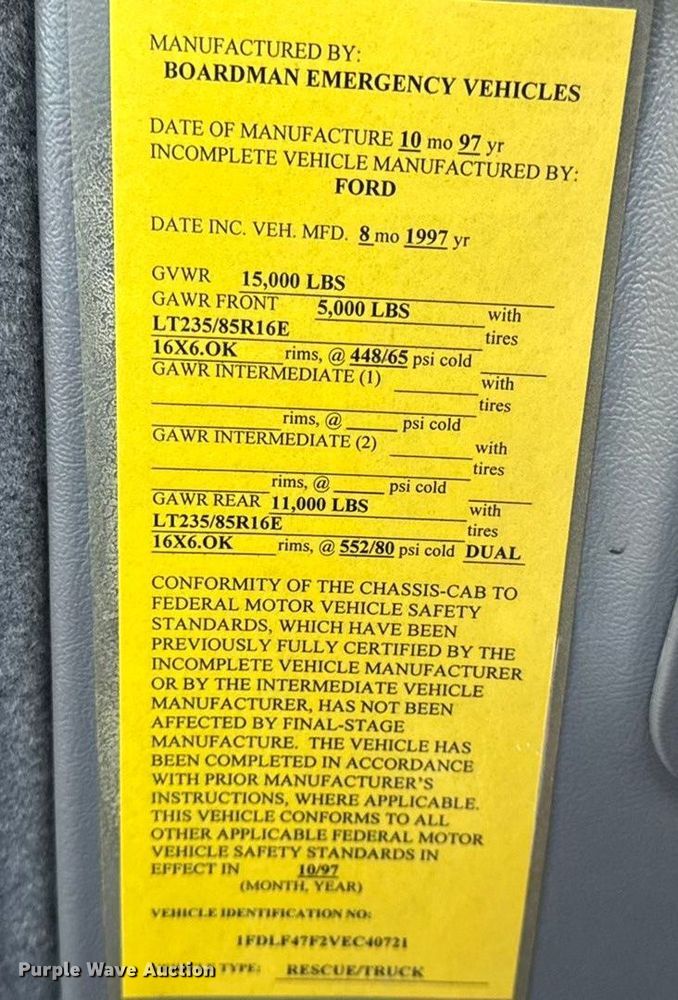 MANUFACTURED BY:
BOARDMAN EMERGENCY VEHICLES
DATE OF MANUFACTURE 10 mo 97 yr
INCOMPLETE VEHICLE MANUFACTURED BY:
FORD
DATE INC. VEH. MFD. 8 mo 1997 yr
GVWR 15,000 LBS
GAWR FRONT 5,000 LBS with
LT235/85R16E tires
16X6.OK rims, @ 448/65 psi cold
GAWR INTERMEDIATE (1) with
tires
rims, @ psi cold
GAWR INTERMEDIATE (2) with
tires
rims, @ psi cold
GAWR REAR 11,000 LBS with
LT235/85R16E tires
16X6.OK rims, @ 552/80 psi cold DUAL
CONFORMITY OF THE CHASSIS-CAB TO
FEDERAL MOTOR VEHICLE SAFETY
STANDARDS, WHICH HAVE BEEN
PREVIOUSLY FULLY CERTIFIED BY THE
INCOMPLETE VEHICLE MANUFACTURER
OR BY THE INTERMEDIATE VEHICLE
MANUFACTURER, HAS NOT BEEN
AFFECTED BY FINAL-STAGE
MANUFACTURE. THE VEHICLE HAS
BEEN COMPLETED IN ACCORDANCE
WITH PRIOR MANUFACTURER'S
INSTRUCTIONS, WHERE APPLICABLE.
THIS VEHICLE CONFORMS TO ALL
OTHER APPLICABLE FEDERAL MOTOR
VEHICLE SAFETY STANDARDS IN
EFFECT IN 10/97
(MONTH, YEAR)
VEHICLE IDENTIFICATION NO:
1FDLF47F2VEC40721
TYPE: RESCUE/TRUCK
Purple Wave Auction